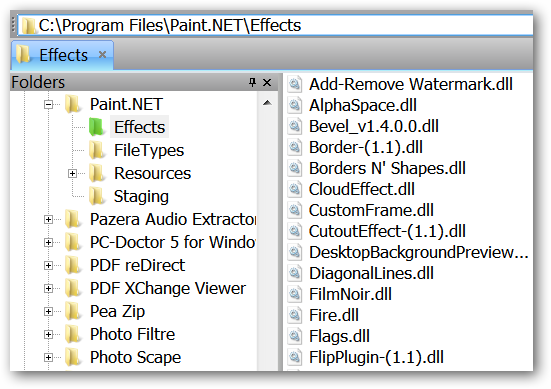 C:\Program Files\Paint.NET\Effects
Effects
Folders
Paint.NET
Effects
FileTypes
Resources
Staging
Pazera Audio Extractor
PC-Doctor 5 for Windo
PDF reDirect
PDF XChange Viewer
Pea Zip
Photo Filtre
Photo Scape
Add-Remove Watermark.dll
AlphaSpace.dll
Bevel_v1.4.0.0.dll
Border-(1.1).dll
Borders N' Shapes.dll
CloudEffect.dll
CustomFrame.dll
CutoutEffect-(1.1).dll
DesktopBackgroundPreview...
DiagonalLines.dll
FilmNoir.dll
Fire.dll
Flags.dll
FlipPlugin-(1.1).dll